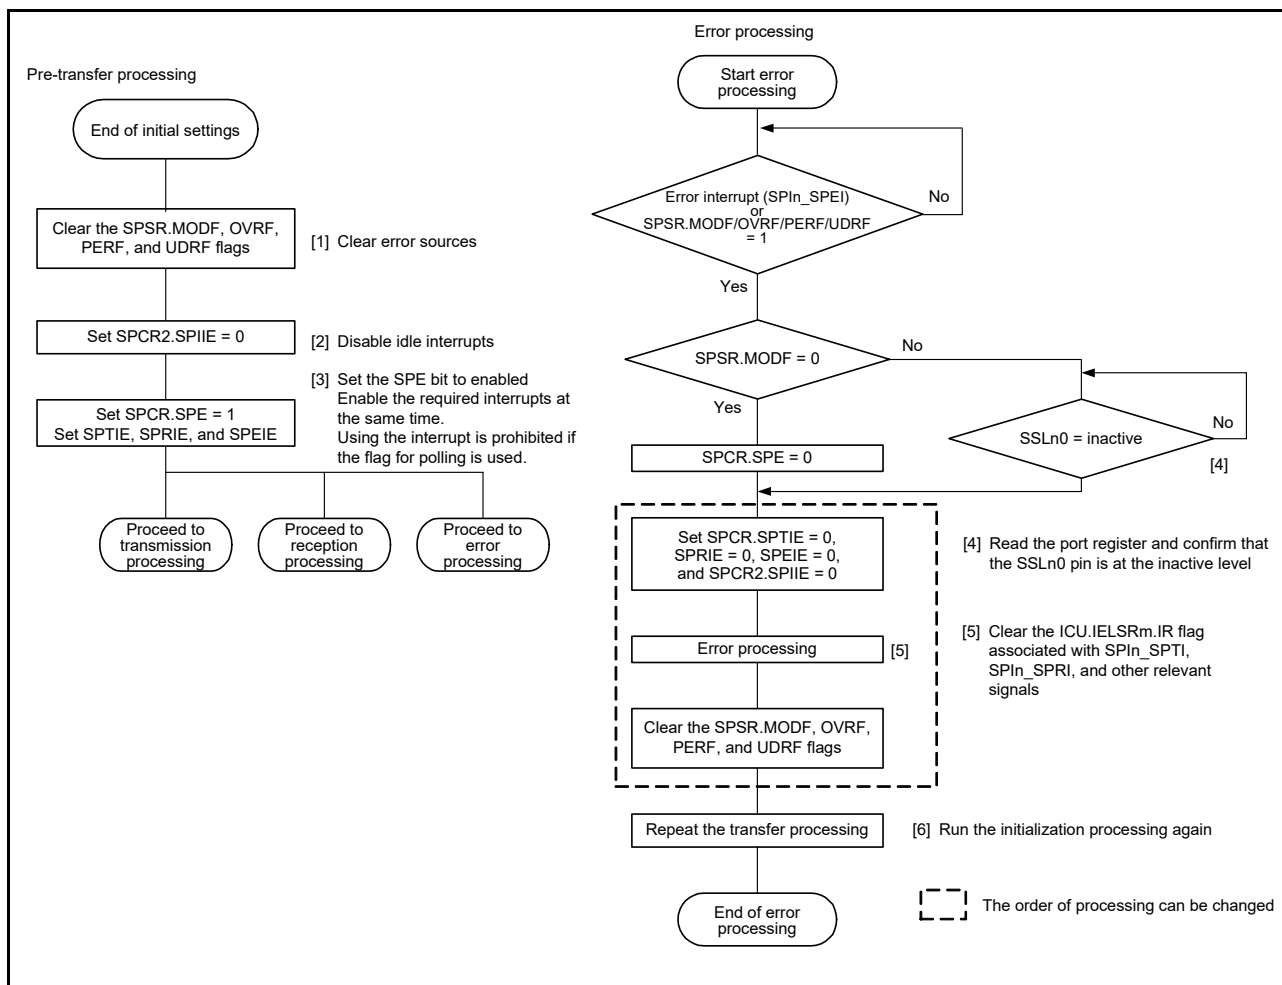 Pre-transfer processing
End of initial settings
Clear the SPSR.MODF, OVRF,
PERF, and UDRF flags
[1] Clear error sources
Set SPCR2.SPIIE = 0
[2] Disable idle interrupts
Set SPCR.SPE = 1
Set SPTIE, SPRIE, and SPEIE
[3] Set the SPE bit to enabled
Enable the required interrupts at
the same time.
Using the interrupt is prohibited if
the flag for polling is used.
Proceed to
transmission
processing
Proceed to
reception
processing
Proceed to
error
processing
Error processing
Start error
processing
Error interrupt (SPIn_SPEI)
or
SPSR.MODF/OVRF/PERF/UDRF
= 1
No
Yes
SPSR.MODF = 0
No
Yes
SSLn0 = inactive
No
[4]
SPCR.SPE = 0
Set SPCR.SPTIE = 0,
SPRIE = 0, SPEIE = 0,
and SPCR2.SPIIE = 0
[4] Read the port register and confirm that
the SSLn0 pin is at the inactive level
Error processing
[5]
[5] Clear the ICU.IELSRm.IR flag
associated with SPIn_SPTI,
SPIn_SPRI, and other relevant
signals
Clear the SPSR.MODF, OVRF,
PERF, and UDRF flags
Repeat the transfer processing
[6] Run the initialization processing again
End of error
processing
The order of processing can be changed